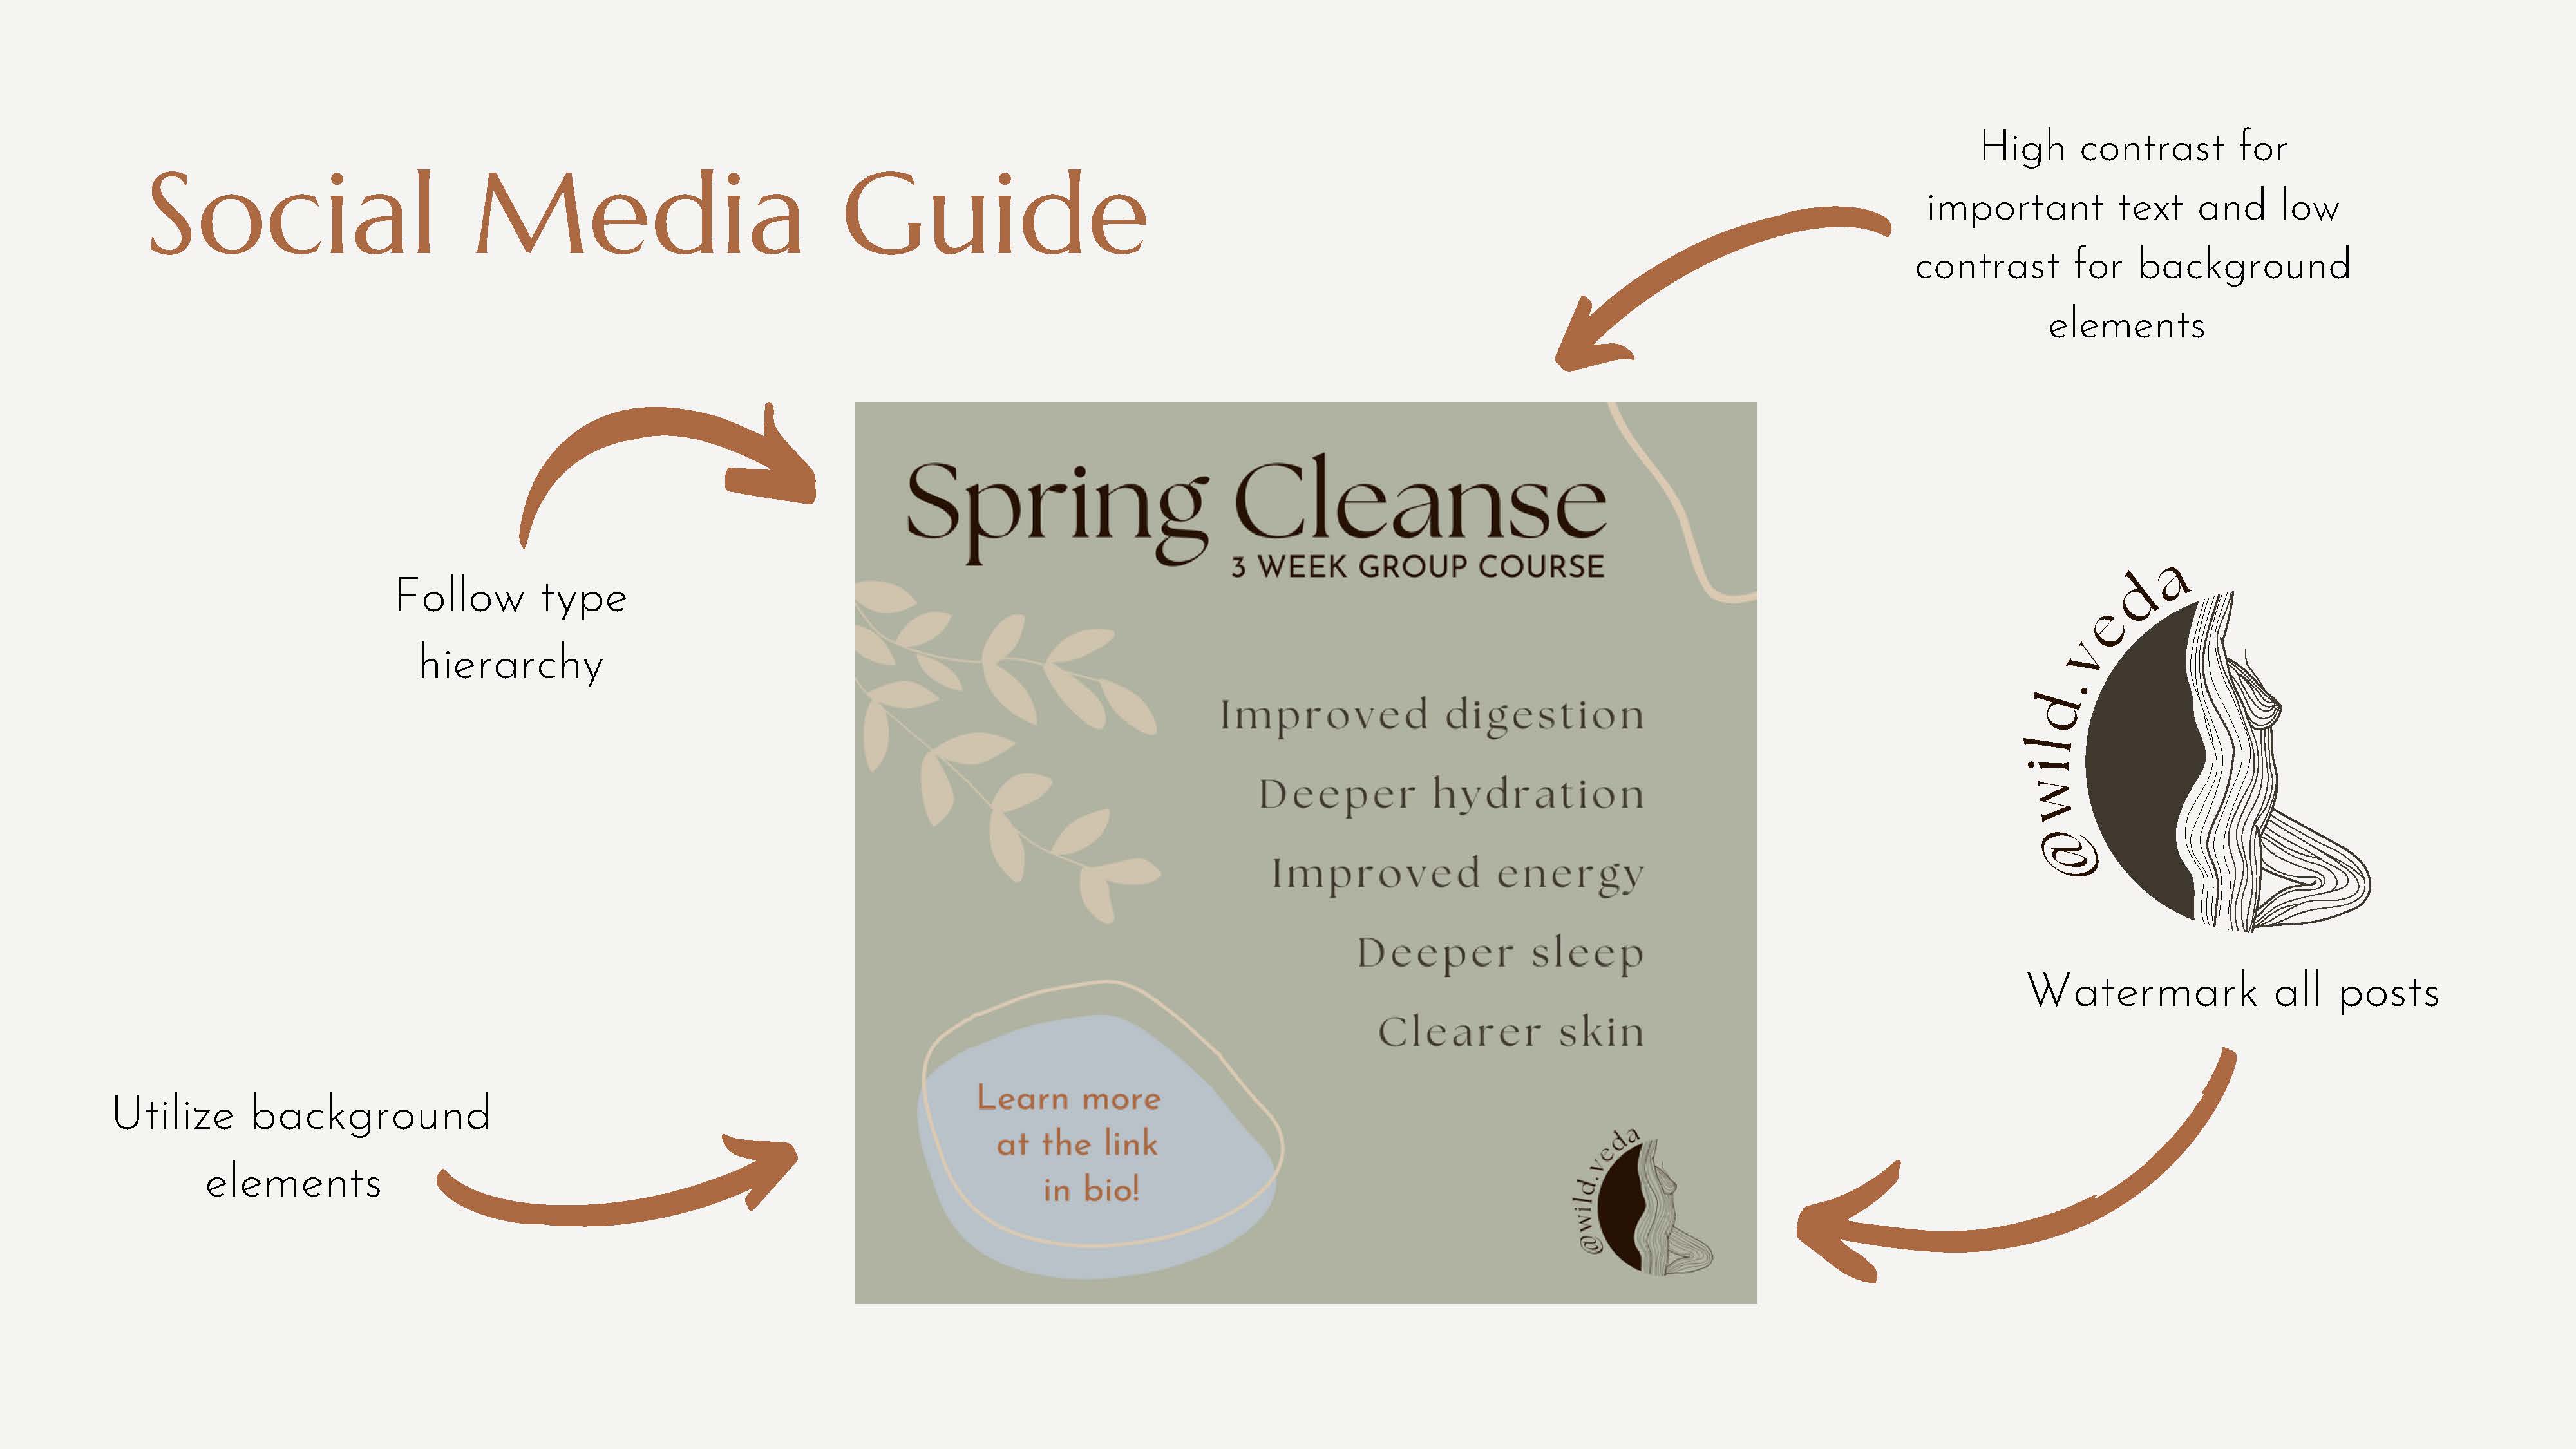 Social Media Guide
High contrast for
important text and low
contrast for background
elements
Follow type
hierarchy
Spring Cleanse
3 WEEK GROUP COURSE
Improved digestion
Deeper hydration
Improved energy
Deeper sleep
Clearer skin
Learn more
at the link
in bio!
@wild.veda
@wild.veda
Watermark all posts
Utilize background
elements